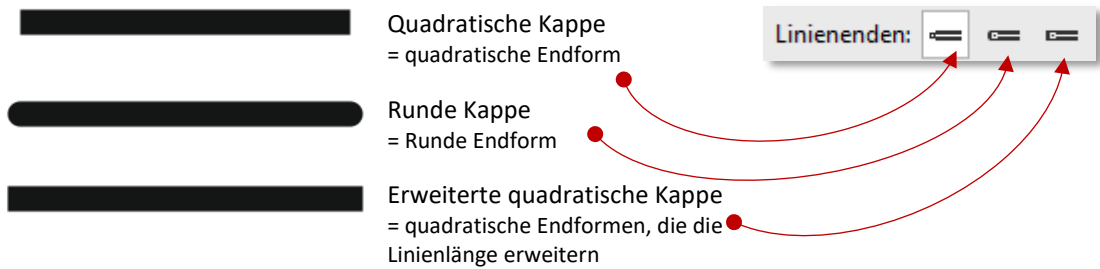 Quadratische Kappe
= quadratische Endform
Linienenden:
Runde Kappe
= Runde Endform
Erweiterte quadratische Kappe
= quadratische Endformen, die die
Linienlänge erweitern